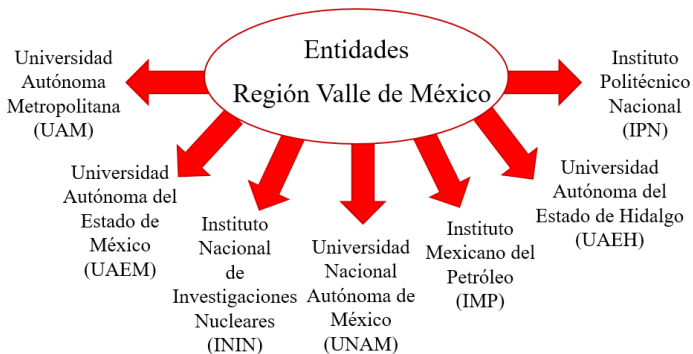 Entidades
Región Valle de México
Universidad
Autónoma
Metropolitana
(UAM)
Universidad
Autónoma del
Estado de
México
(UAEM)
Instituto
Nacional
de
Investigaciones
Nucleares
(ININ)
Universidad
Nacional
Autónoma de
México
(UNAM)
Instituto
Mexicano del
Petróleo
(IMP)
Universidad
Autónoma del
Estado de Hidalgo
(UAEH)
Instituto
Politécnico
Nacional
(IPN)